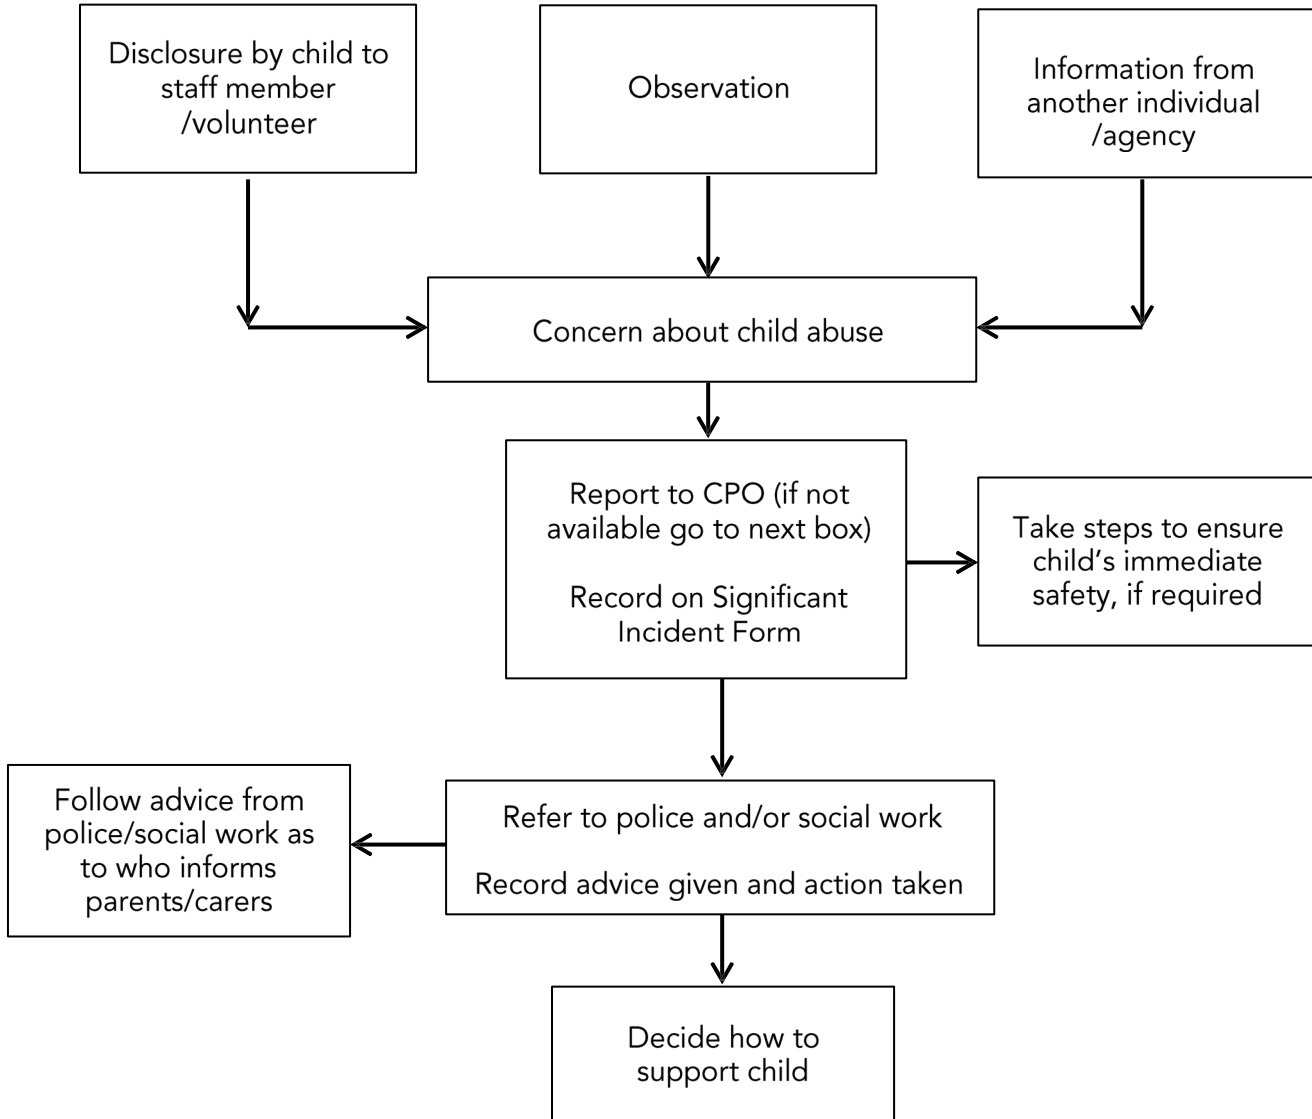 Disclosure by child to
staff member
/volunteer
Observation
Information from
another individual
/agency
Concern about child abuse
Report to CPO (if not
available go to next box)
Record on Significant
Incident Form
Take steps to ensure
child’s immediate
safety, if required
Follow advice from
police/social work as
to who informs
parents/carers
Refer to police and/or social work
Record advice given and action taken
Decide how to
support child